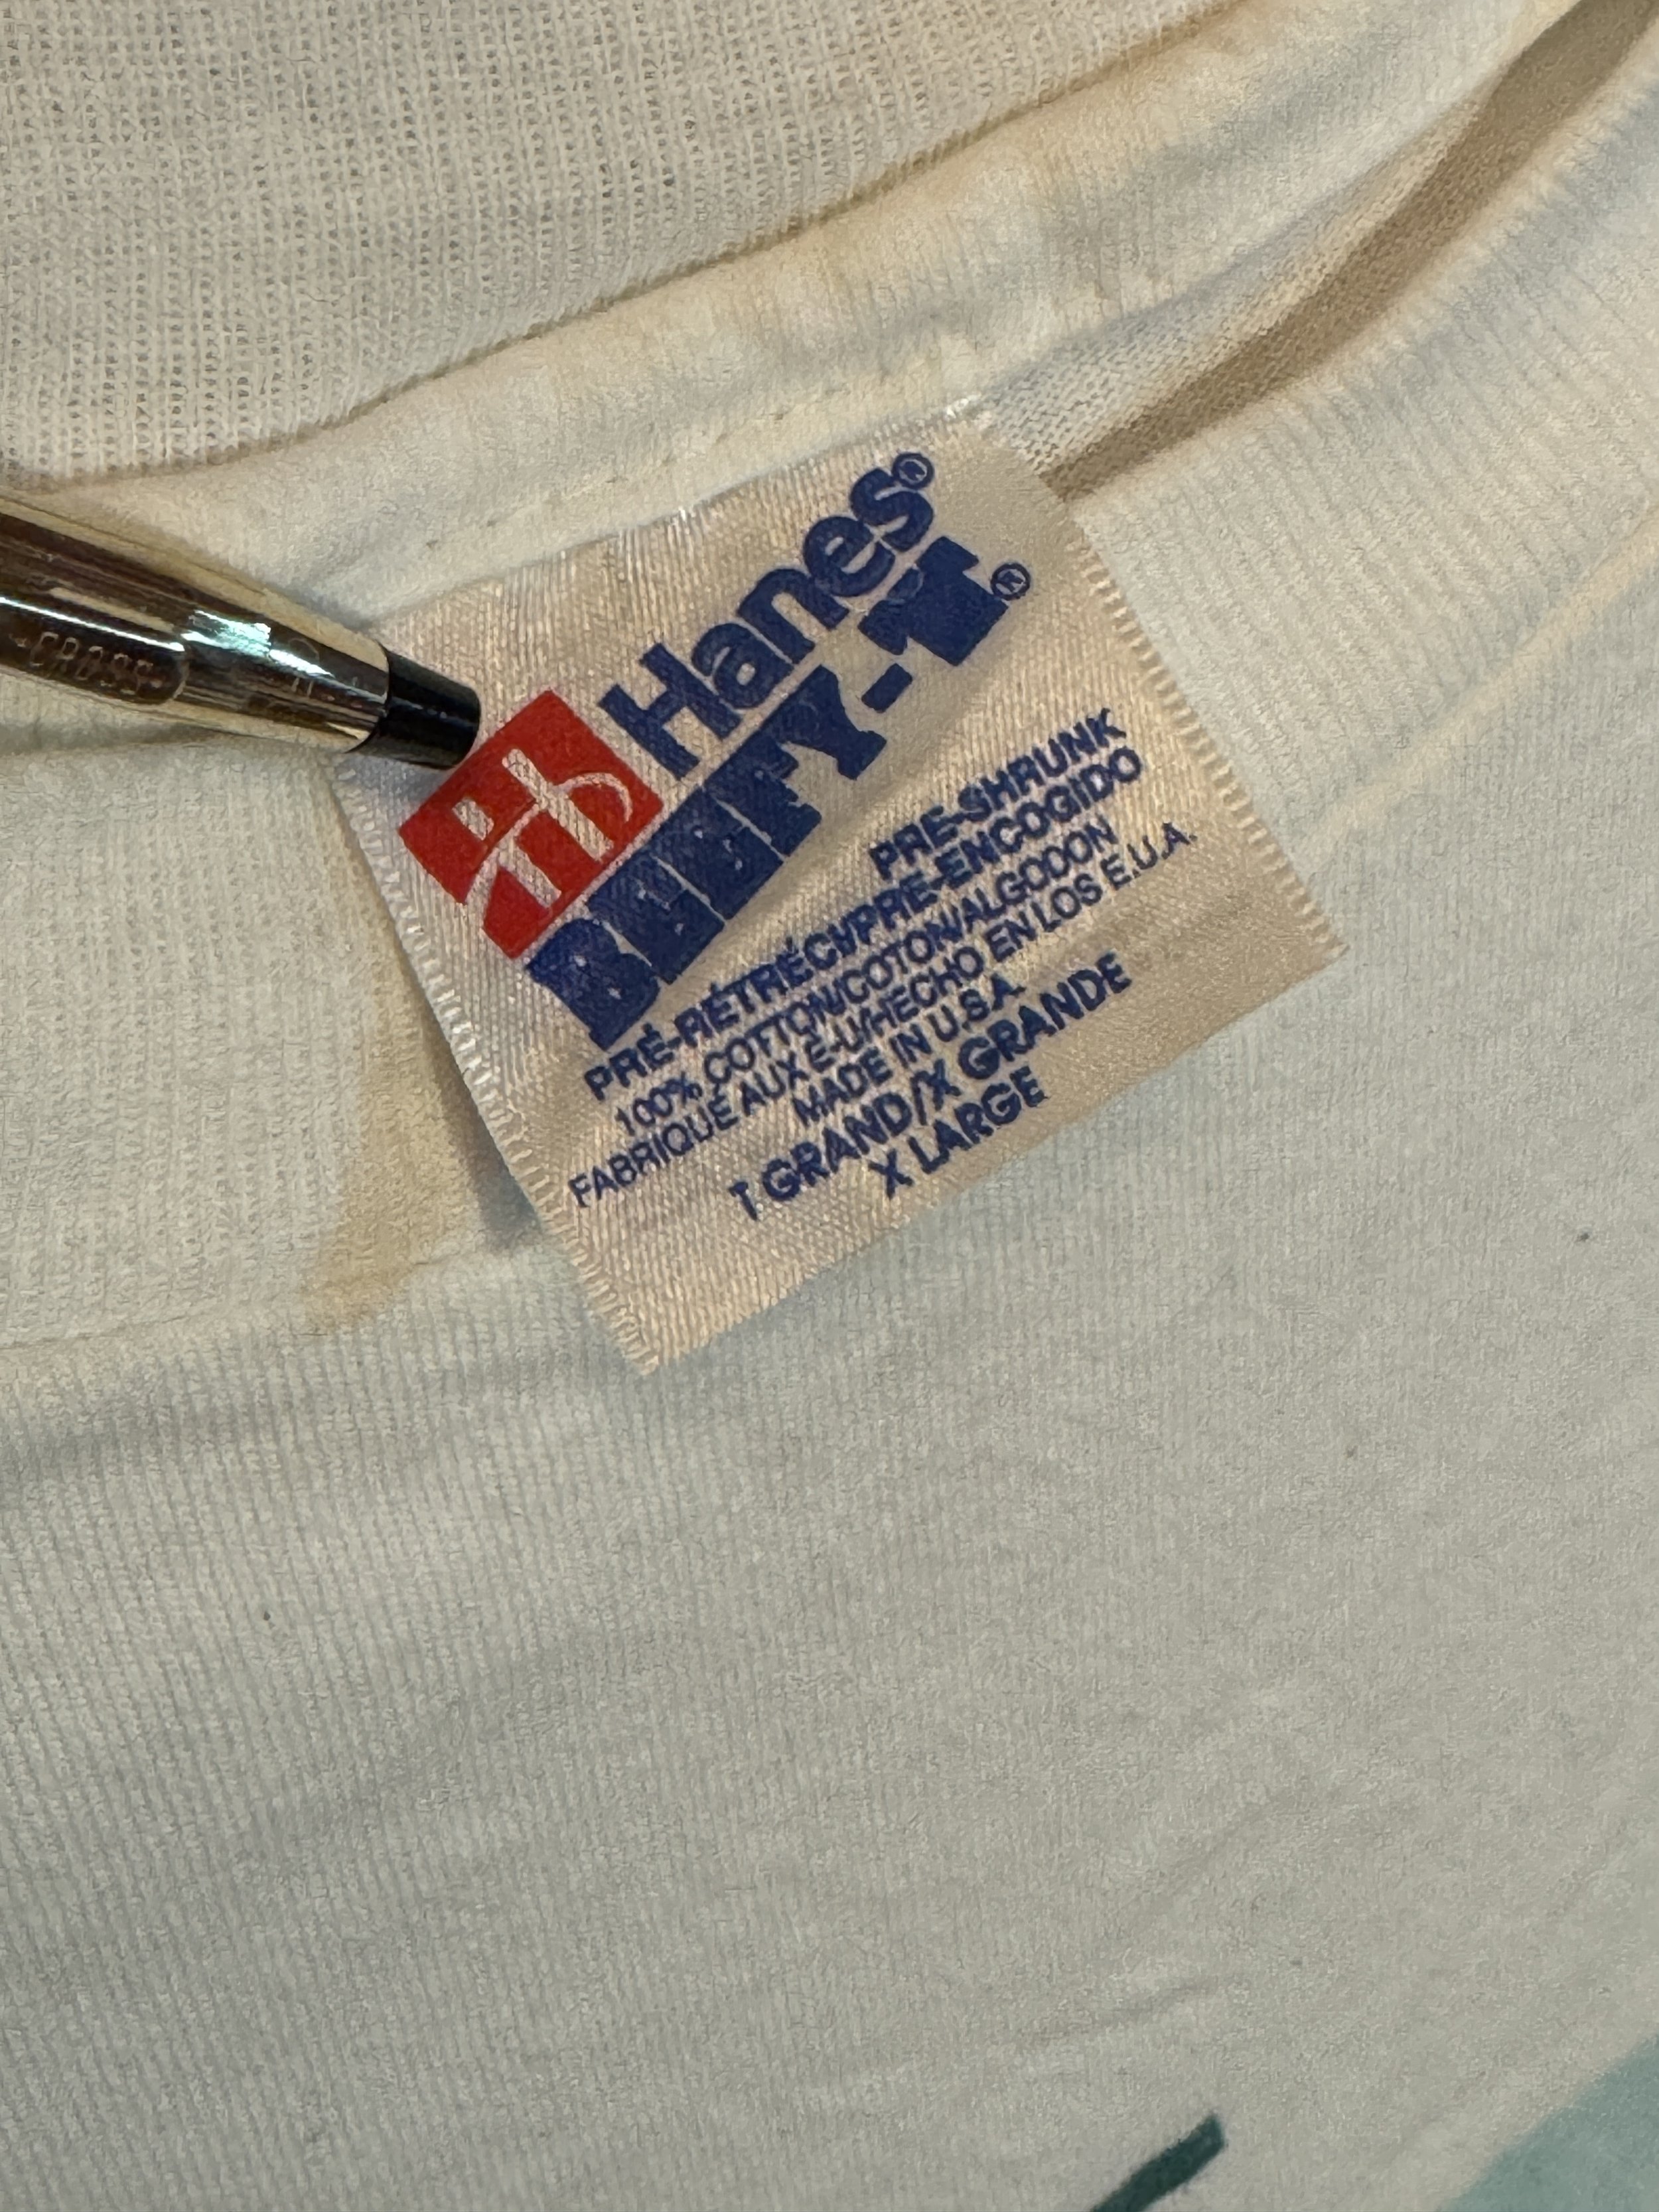 CROSS
Hanes®
BEEFY-T®
PRE-SHRUNK
PRÉ-RÉTRÉCI/PRE-ENCOGIDO
100% COTTON/COTON/ALGODON
FABRIQUÉ AUX É-U/HECHO EN LOS E.U.A.
MADE IN U.S.A.
T GRAND/X GRANDE
X LARGE